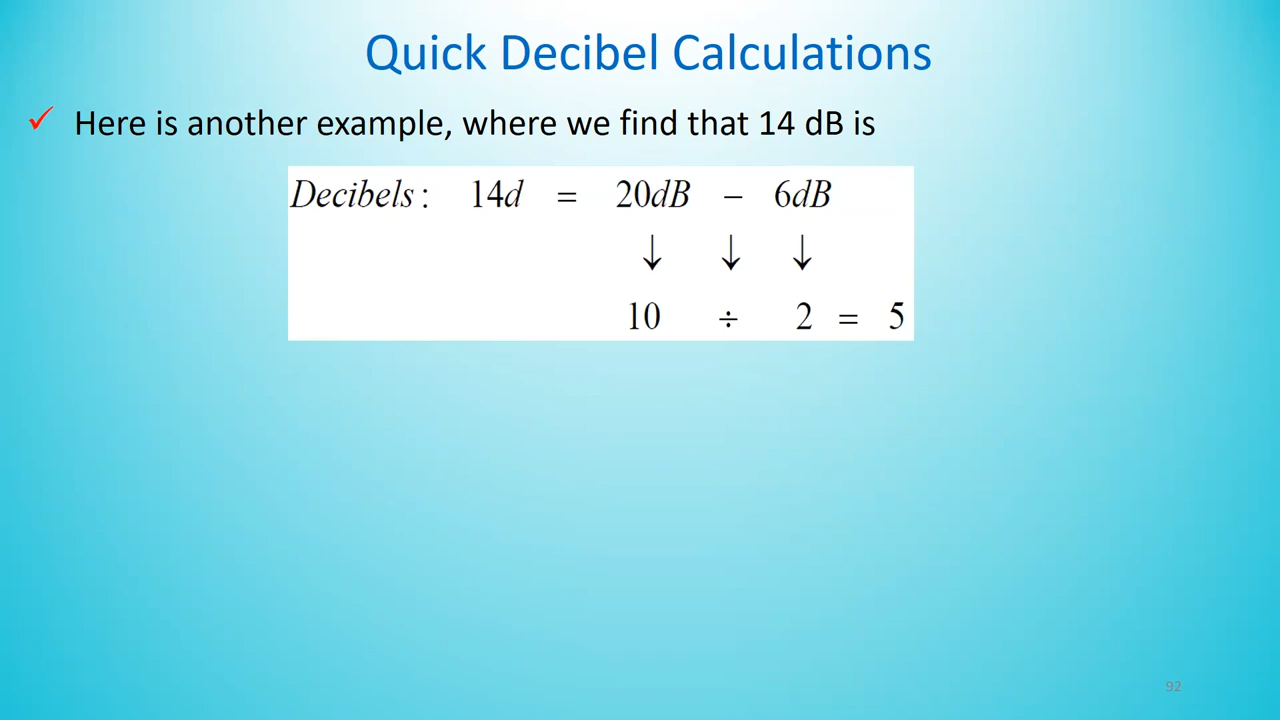 Quick Decibel Calculations
✓ Here is another example, where we find that 14 dB is
Decibels: 14d = 20dB − 6dB
↓ ↓ ↓
10 ÷ 2 = 5
92